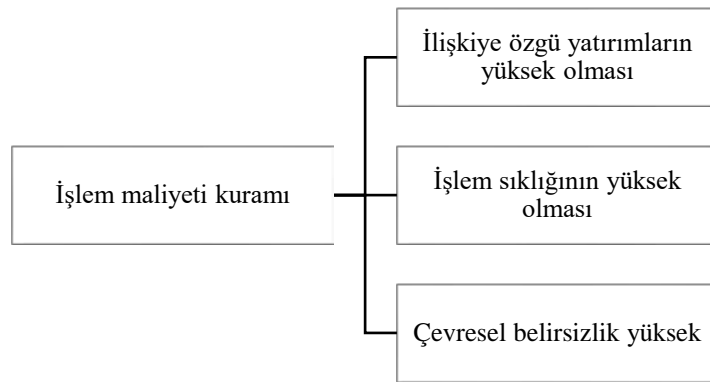 İşlem maliyeti kuramı
İlişkiye özgü yatırımların
yüksek olması
İşlem sıklığının yüksek
olması
Çevresel belirsizlik yüksek